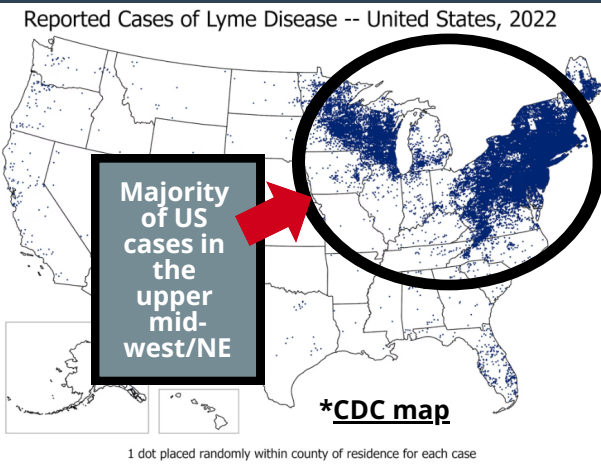 Reported Cases of Lyme Disease -- United States, 2022
Majority
of US
cases in
the
upper
mid-
west/NE
*CDC map
1 dot placed randomly within county of residence for each case